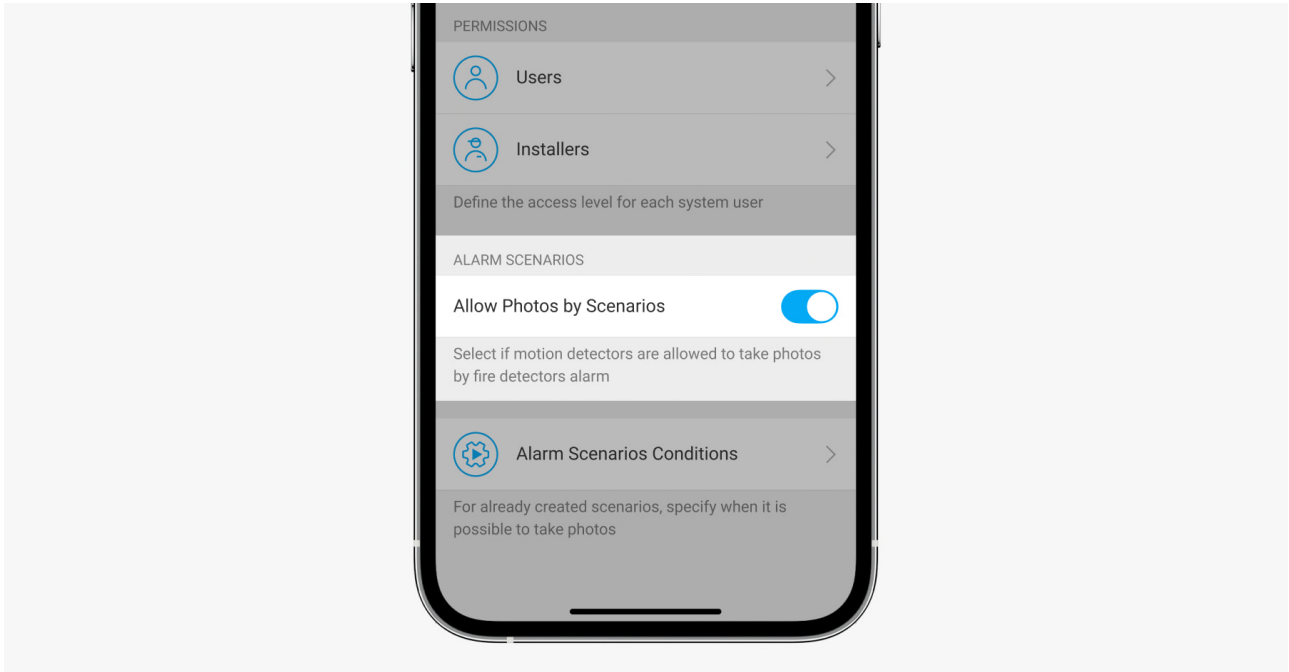 PERMISSIONS
Users
Installers
Define the access level for each system user
ALARM SCENARIOS
Allow Photos by Scenarios
Select if motion detectors are allowed to take photos
by fire detectors alarm
Alarm Scenarios Conditions
For already created scenarios, specify when it is
possible to take photos